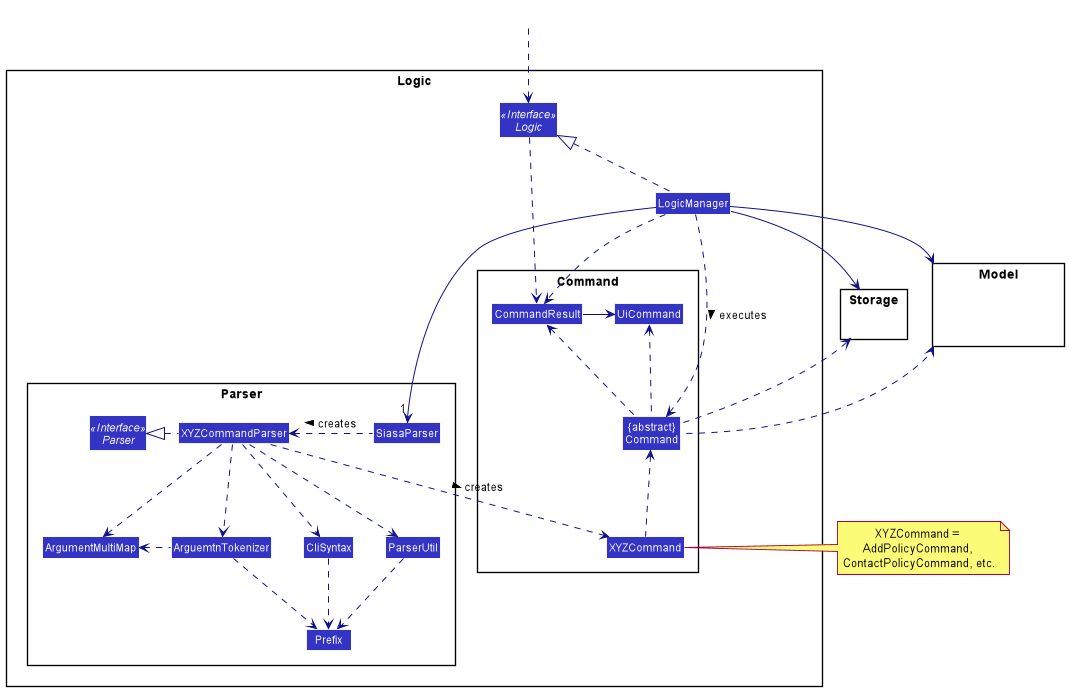 Logic
«Interface»
Logic
LogicManager
Model
Command
Storage
CommandResult
UiCommand
executes
Parser
1
«Interface»
Parser
XYZCommandParser
creates
SiasaParser
{abstract}
Command
creates
ArgumentMultiMap
ArguemtnTokenizer
CliSyntax
ParserUtil
XYZCommand
XYZCommand =
AddPolicyCommand,
ContactPolicyCommand, etc.
Prefix